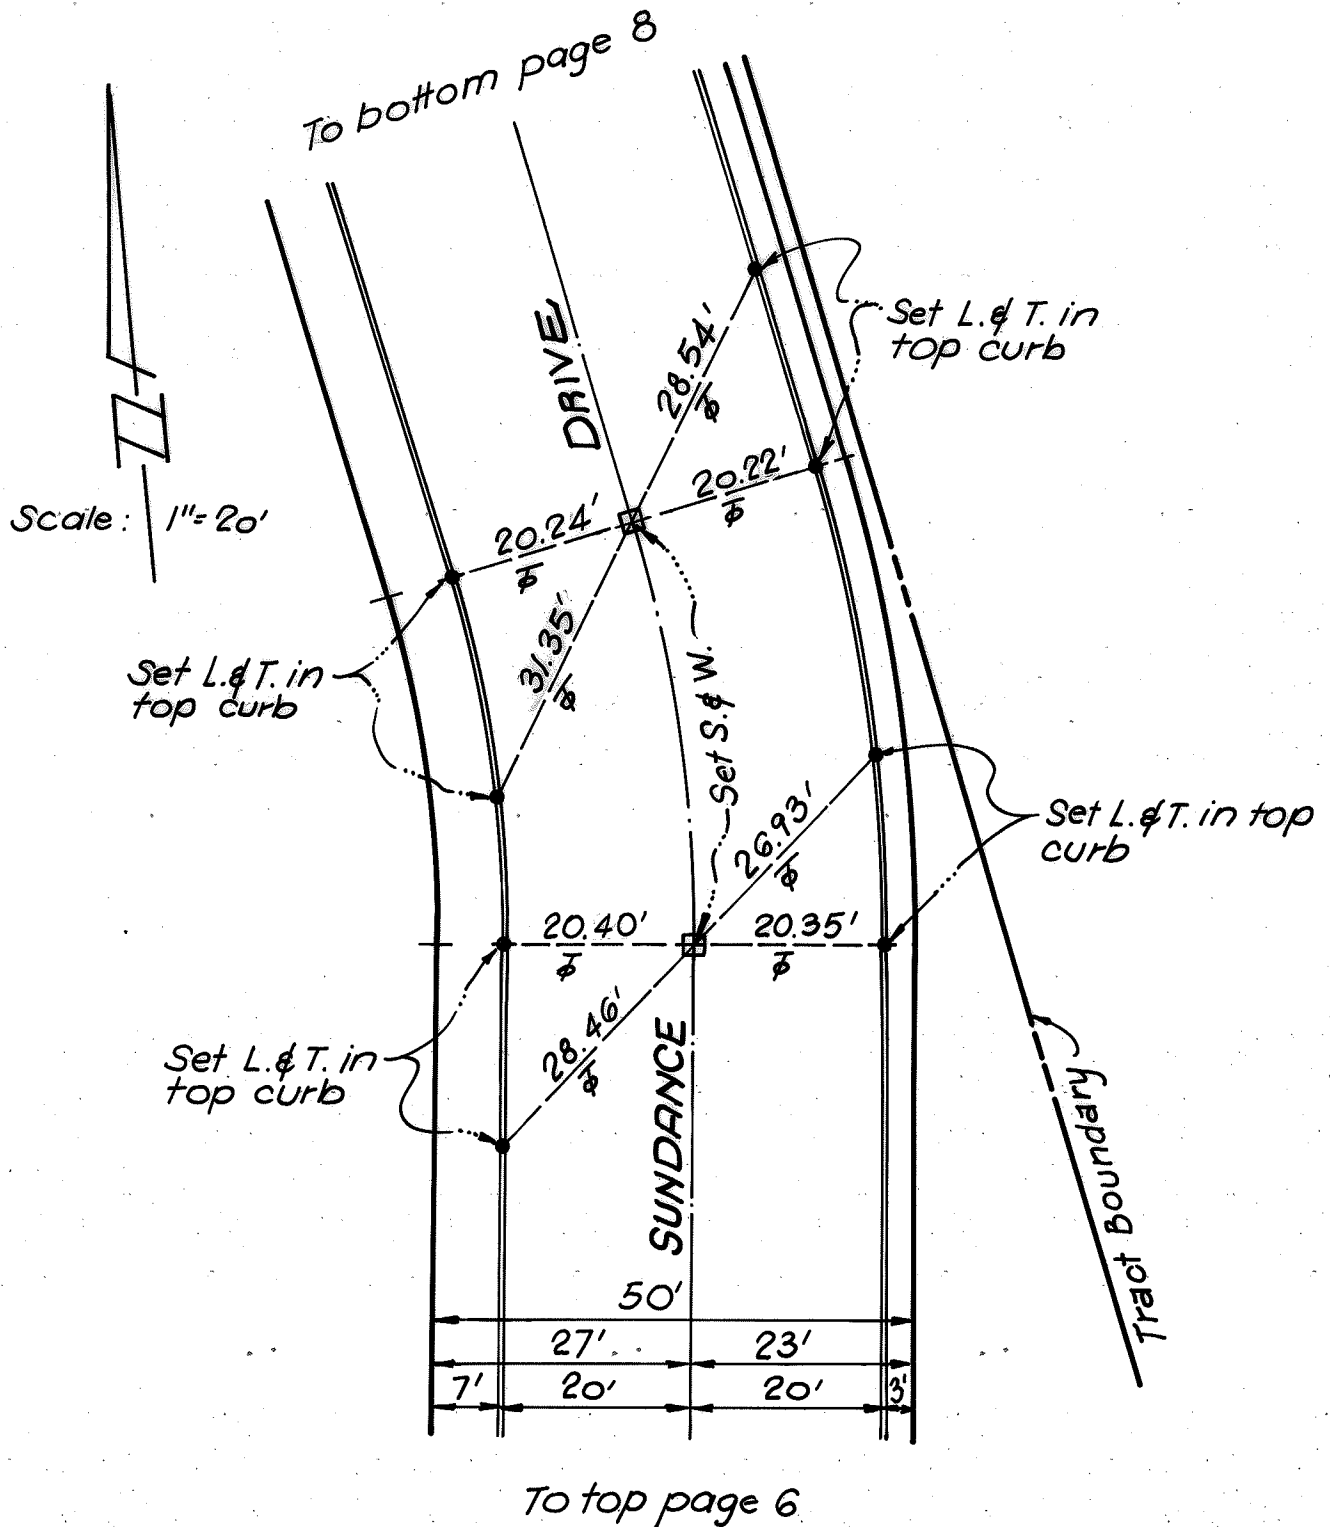 To bottom page 8
Set L.& T. in
top curb
DRIVE
28.54'
20.22'
20.24'
Scale: 1"=20'
31.35'
Set L.& T. in
top curb
Set S.& W.
26.93'
Set L.& T. in top
curb
20.40'
20.35'
28.46'
Set L.& T. in
top curb
SUNDANCE
Tract Boundary
50'
27' 23'
7' 20' 20' 3'
To top page 6